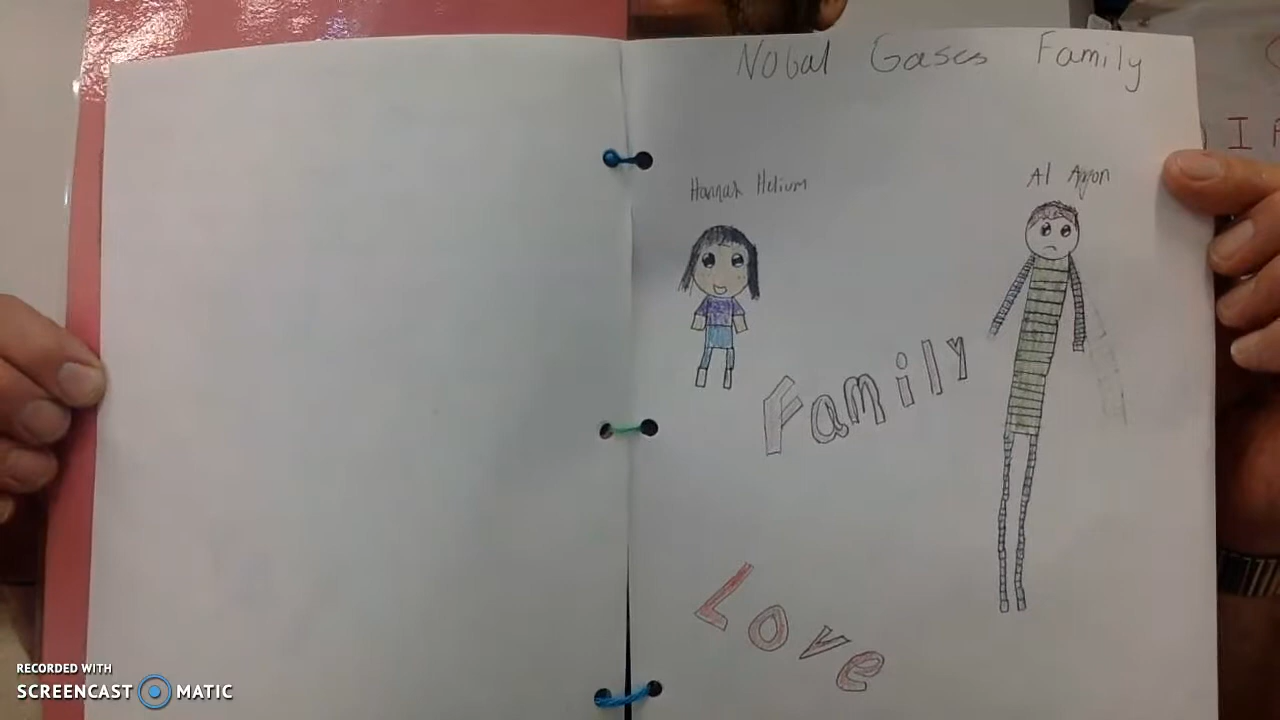 Nobal Gases Family
Hannah Helium
Al Argon
Family
Love
I
RECORDED WITH
SCREENCAST MATIC